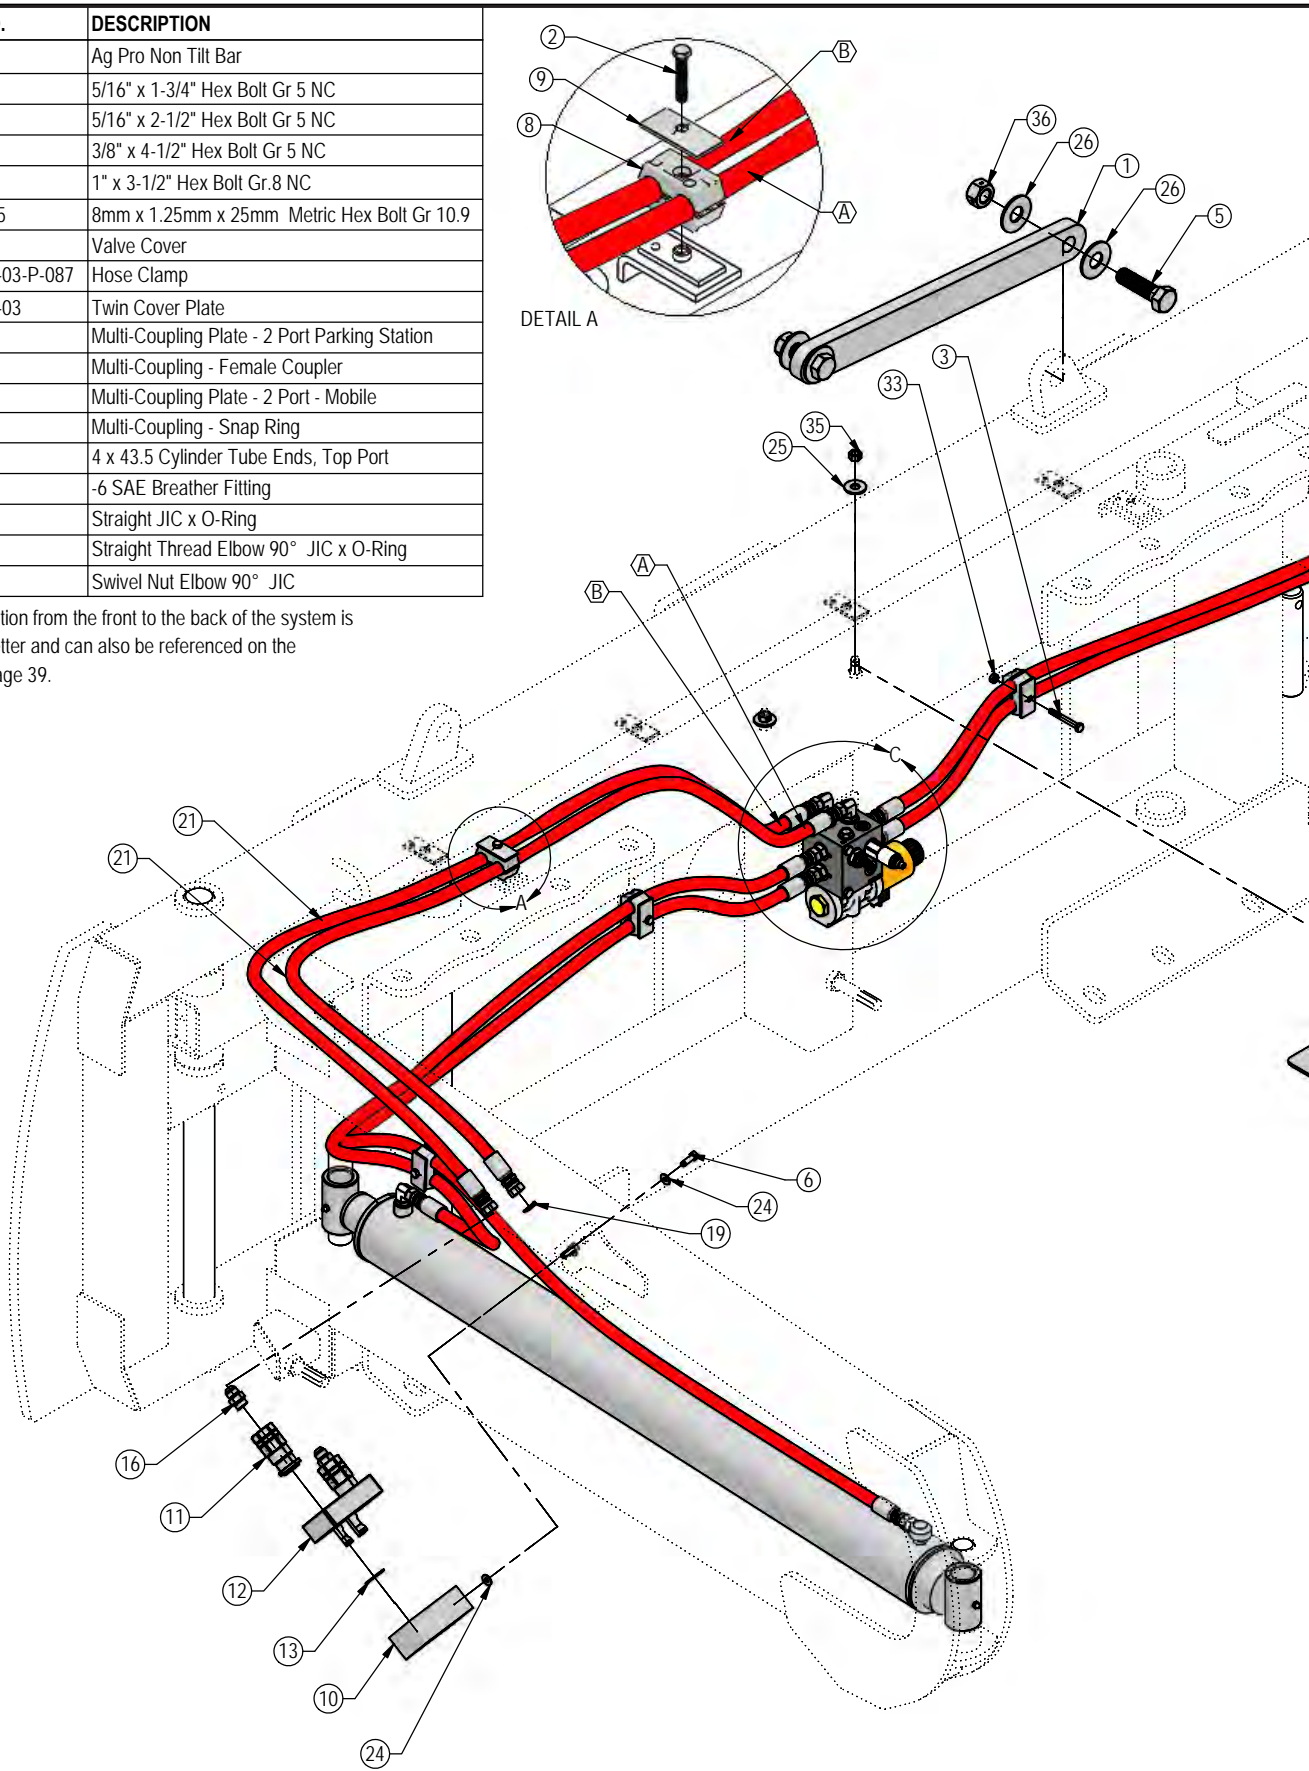 . DESCRIPTION
Ag Pro Non Tilt Bar
5/16" x 1-3/4" Hex Bolt Gr 5 NC
5/16" x 2-1/2" Hex Bolt Gr 5 NC
3/8" x 4-1/2" Hex Bolt Gr 5 NC
1" x 3-1/2" Hex Bolt Gr.8 NC
5 8mm x 1.25mm x 25mm Metric Hex Bolt Gr 10.9
Valve Cover
-03-P-087 Hose Clamp
-03 Twin Cover Plate
Multi-Coupling Plate - 2 Port Parking Station
Multi-Coupling - Female Coupler
Multi-Coupling Plate - 2 Port - Mobile
Multi-Coupling - Snap Ring
4 x 43.5 Cylinder Tube Ends, Top Port
-6 SAE Breather Fitting
Straight JIC x O-Ring
Straight Thread Elbow 90° JIC x O-Ring
Swivel Nut Elbow 90° JIC
tion from the front to the back of the system is
tter and can also be referenced on the
age 39.
2
B
9
8
A
DETAIL A
36
26
1
26
5
3
33
35
25
A
B
C
21
21
A
6
24
19
16
11
12
13
10
24